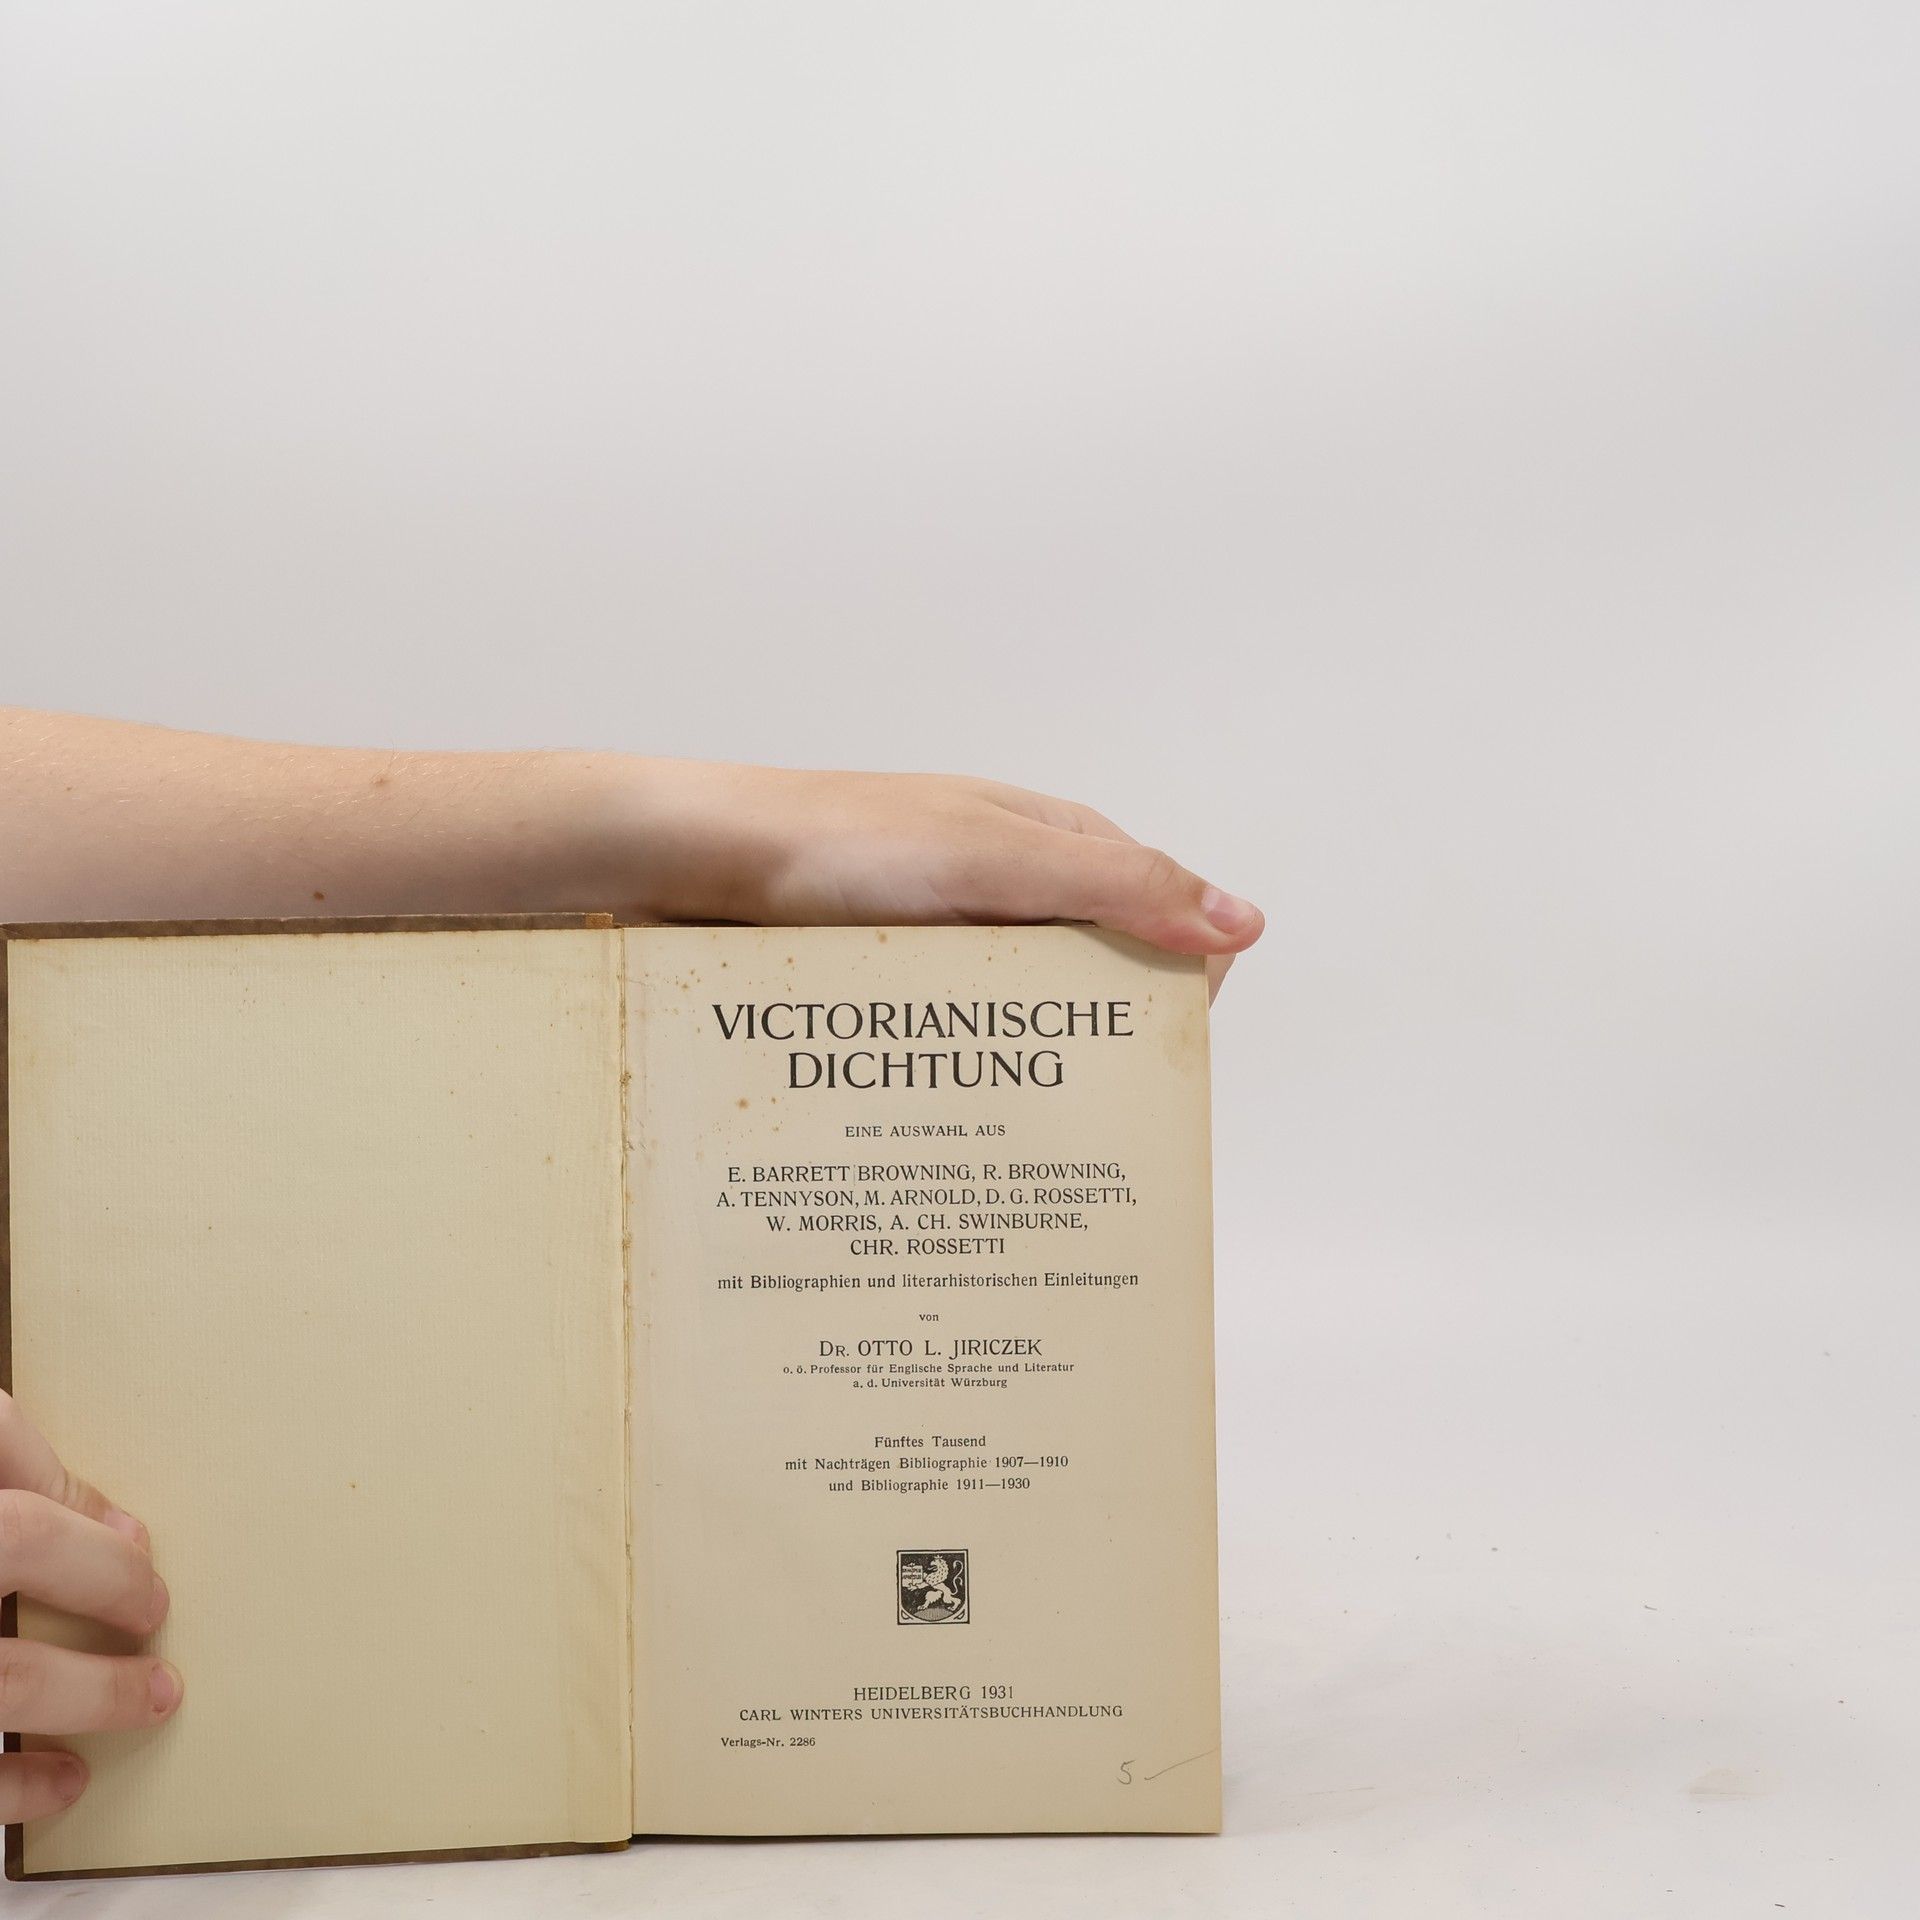 VICTORIANISCHE
DICHTUNG
EINE AUSWAHL AUS
E. BARRETT BROWNING, R. BROWNING,
A. TENNYSON, M. ARNOLD, D. G. ROSSETTI,
W. MORRIS, A. CH. SWINBURNE,
CHR. ROSSETTI
mit Bibliographien und literarhistorischen Einleitungen
von
DR. OTTO L. JIRICZEK
o. ö. Professor für Englische Sprache und Literatur
a. d. Universität Würzburg
Fünftes Tausend
mit Nachträgen Bibliographie 1907—1910
und Bibliographie 1911—1930
HEIDELBERG 1931
CARL WINTERS UNIVERSITÄTSBUCHHANDLUNG
Verlags-Nr. 2286
5 —